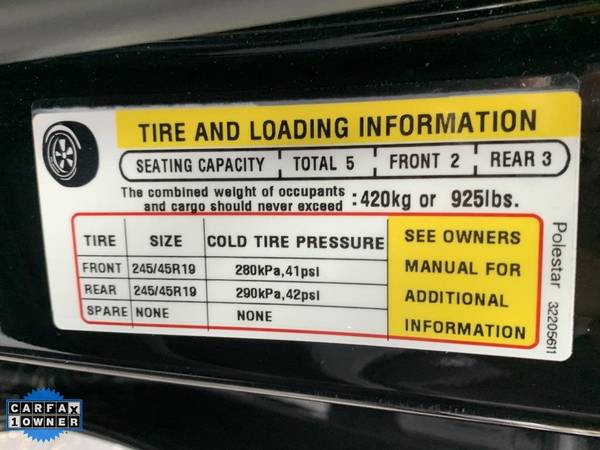 TIRE AND LOADING INFORMATION
SEATING CAPACITY TOTAL 5 FRONT 2 REAR 3
The combined weight of occupants
and cargo should never exceed : 420kg or 925lbs.
TIRE SIZE COLD TIRE PRESSURE
FRONT 245/45R19 280kPa,41psi
REAR 245/45R19 290kPa,42psi
SPARE NONE NONE
SEE OWNERS
MANUAL FOR
ADDITIONAL
INFORMATION
Polestar 32205611
CARFAX
1 OWNER